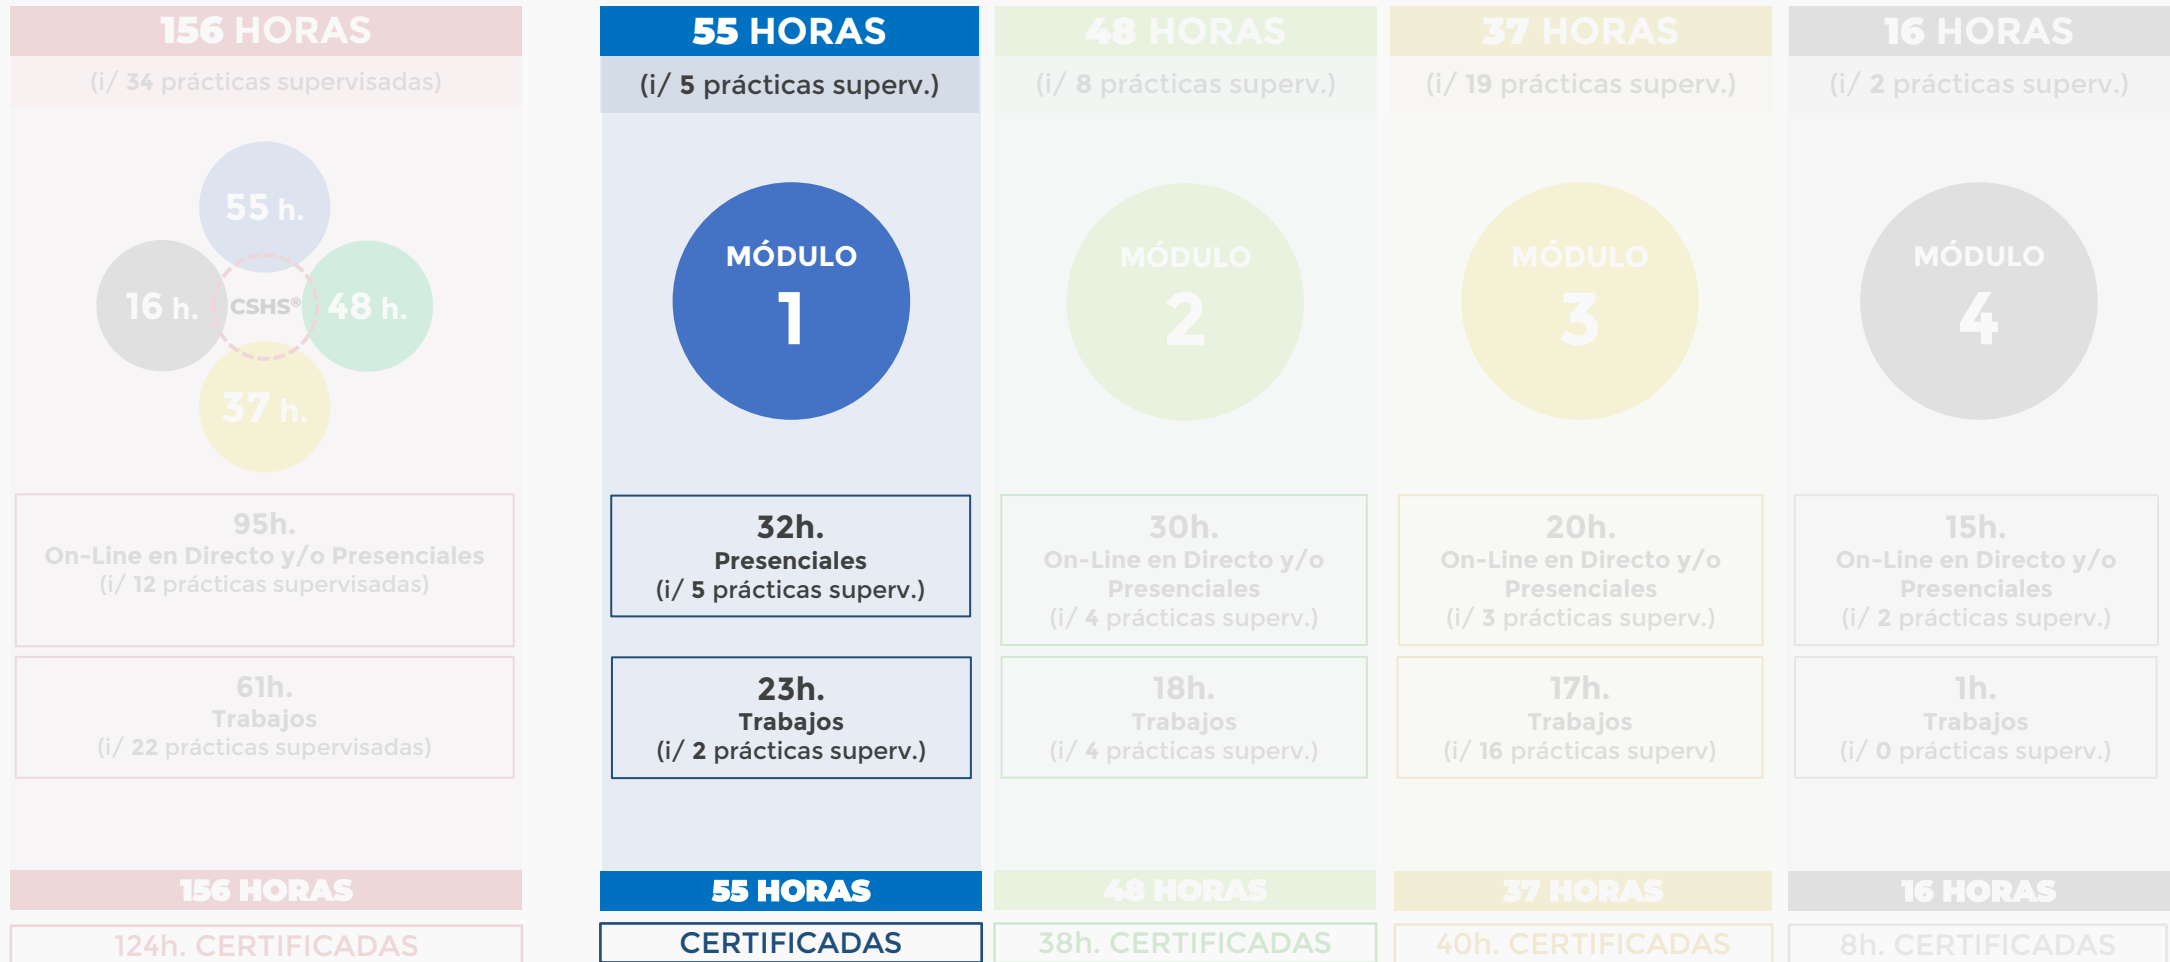 156 HORAS
(i/ 34 prácticas supervisadas)
55 h.
16 h.
CSHS®
48 h.
37 h.
95h.
On-Line en Directo y/o Presenciales
(i/ 12 prácticas supervisadas)
61h.
Trabajos
(i/ 22 prácticas supervisadas)
156 HORAS
124h. CERTIFICADAS
55 HORAS
(i/ 5 prácticas superv.)
MÓDULO
1
32h.
Presenciales
(i/ 5 prácticas superv.)
23h.
Trabajos
(i/ 2 prácticas superv.)
55 HORAS
CERTIFICADAS
48 HORAS
(i/ 8 prácticas superv.)
MÓDULO
2
30h.
On-Line en Directo y/o
Presenciales
(i/ 4 prácticas superv.)
18h.
Trabajos
(i/ 4 prácticas superv.)
48 HORAS
38h. CERTIFICADAS
37 HORAS
(i/ 19 prácticas superv.)
MÓDULO
3
20h.
On-Line en Directo y/o
Presenciales
(i/ 3 prácticas superv.)
17h.
Trabajos
(i/ 16 prácticas superv)
37 HORAS
40h. CERTIFICADAS
16 HORAS
(i/ 2 prácticas superv.)
MÓDULO
4
15h.
On-Line en Directo y/o
Presenciales
(i/ 2 prácticas superv.)
1h.
Trabajos
(i/ 0 prácticas superv.)
16 HORAS
8h. CERTIFICADAS